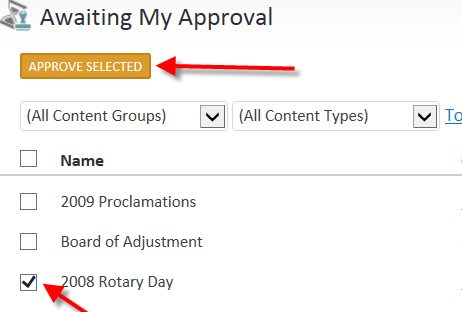 Awaiting My Approval
APPROVE SELECTED
(All Content Groups) (All Content Types) To
Name
2009 Proclamations
Board of Adjustment
2008 Rotary Day